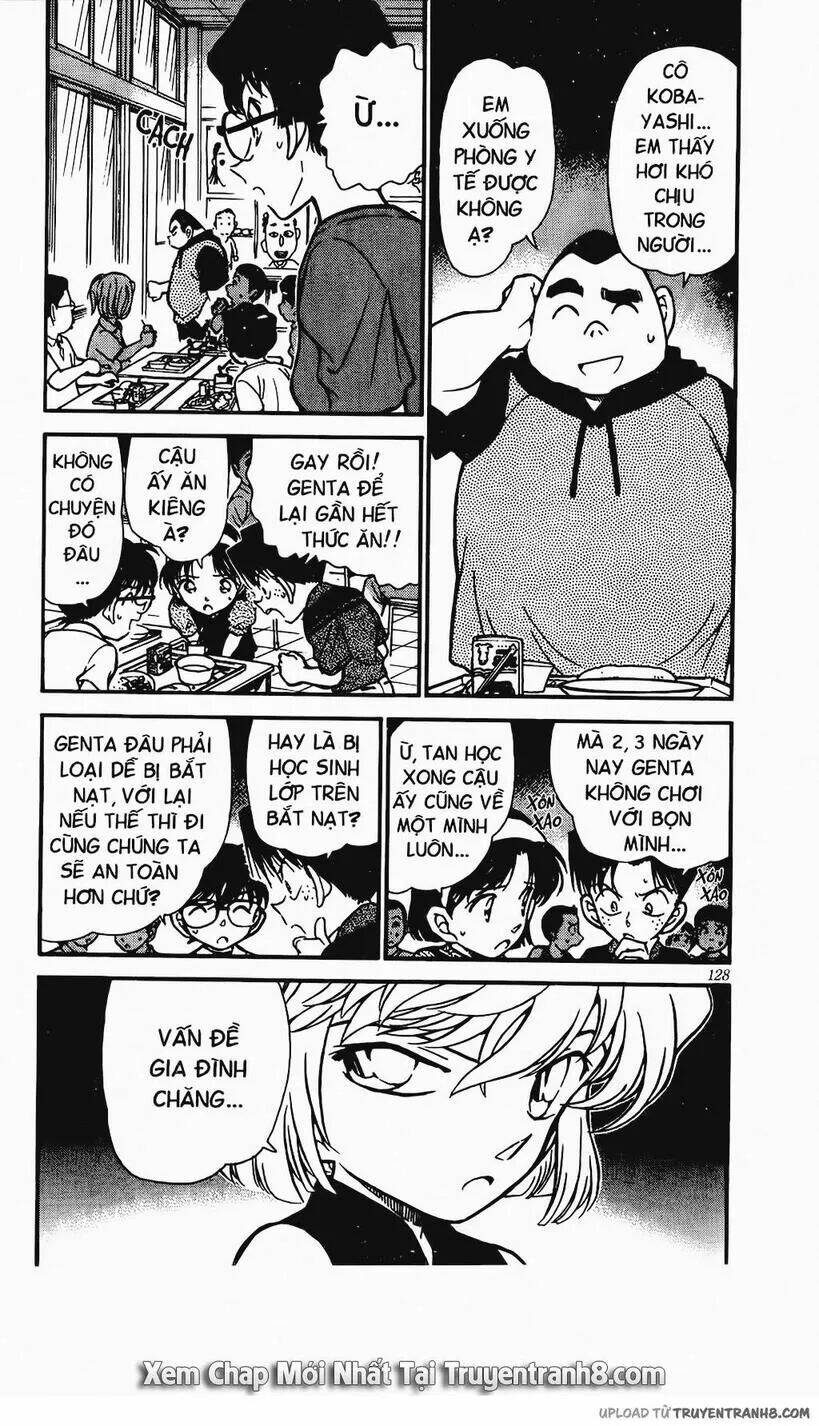 CÔ
KOBA-
YASHI...
EM THẤY
HƠI KHÓ
CHỊU
TRONG
NGƯỜI...
EM
XUỐNG
PHÒNG Y
TẾ ĐƯỢC
KHÔNG
Ạ?
Ừ...
CẠCH
GAY RỒI!
GENTA ĐỂ
LẠI GẦN HẾT
THỨC ĂN!!
CẬU
ẤY ĂN
KIÊNG
À?
KHÔNG
CÓ
CHUYỆN
ĐÓ
ĐÂU
...
MÀ 2, 3 NGÀY
NAY GENTA
KHÔNG CHƠI
VỚI BỌN
MÌNH...
XÔN
XAO
Ừ, TAN HỌC
XONG CẬU
ẤY CŨNG VỀ
MỘT MÌNH
LUÔN...
XÔN
XAO
HAY LÀ BỊ
HỌC SINH
LỚP TRÊN
BẮT NẠT?
GENTA ĐÂU PHẢI
LOẠI DỄ BỊ BẮT
NẠT, VỚI LẠI
NẾU THẾ THÌ ĐI
CÙNG CHÚNG TA
SẼ AN TOÀN
HƠN CHỨ?
128
VẤN ĐỀ
GIA ĐÌNH
CHĂNG...
Xem Chap Mới Nhất Tại Truyentranh8.com
UPLOAD TỪ TRUYENTRANH8.COM